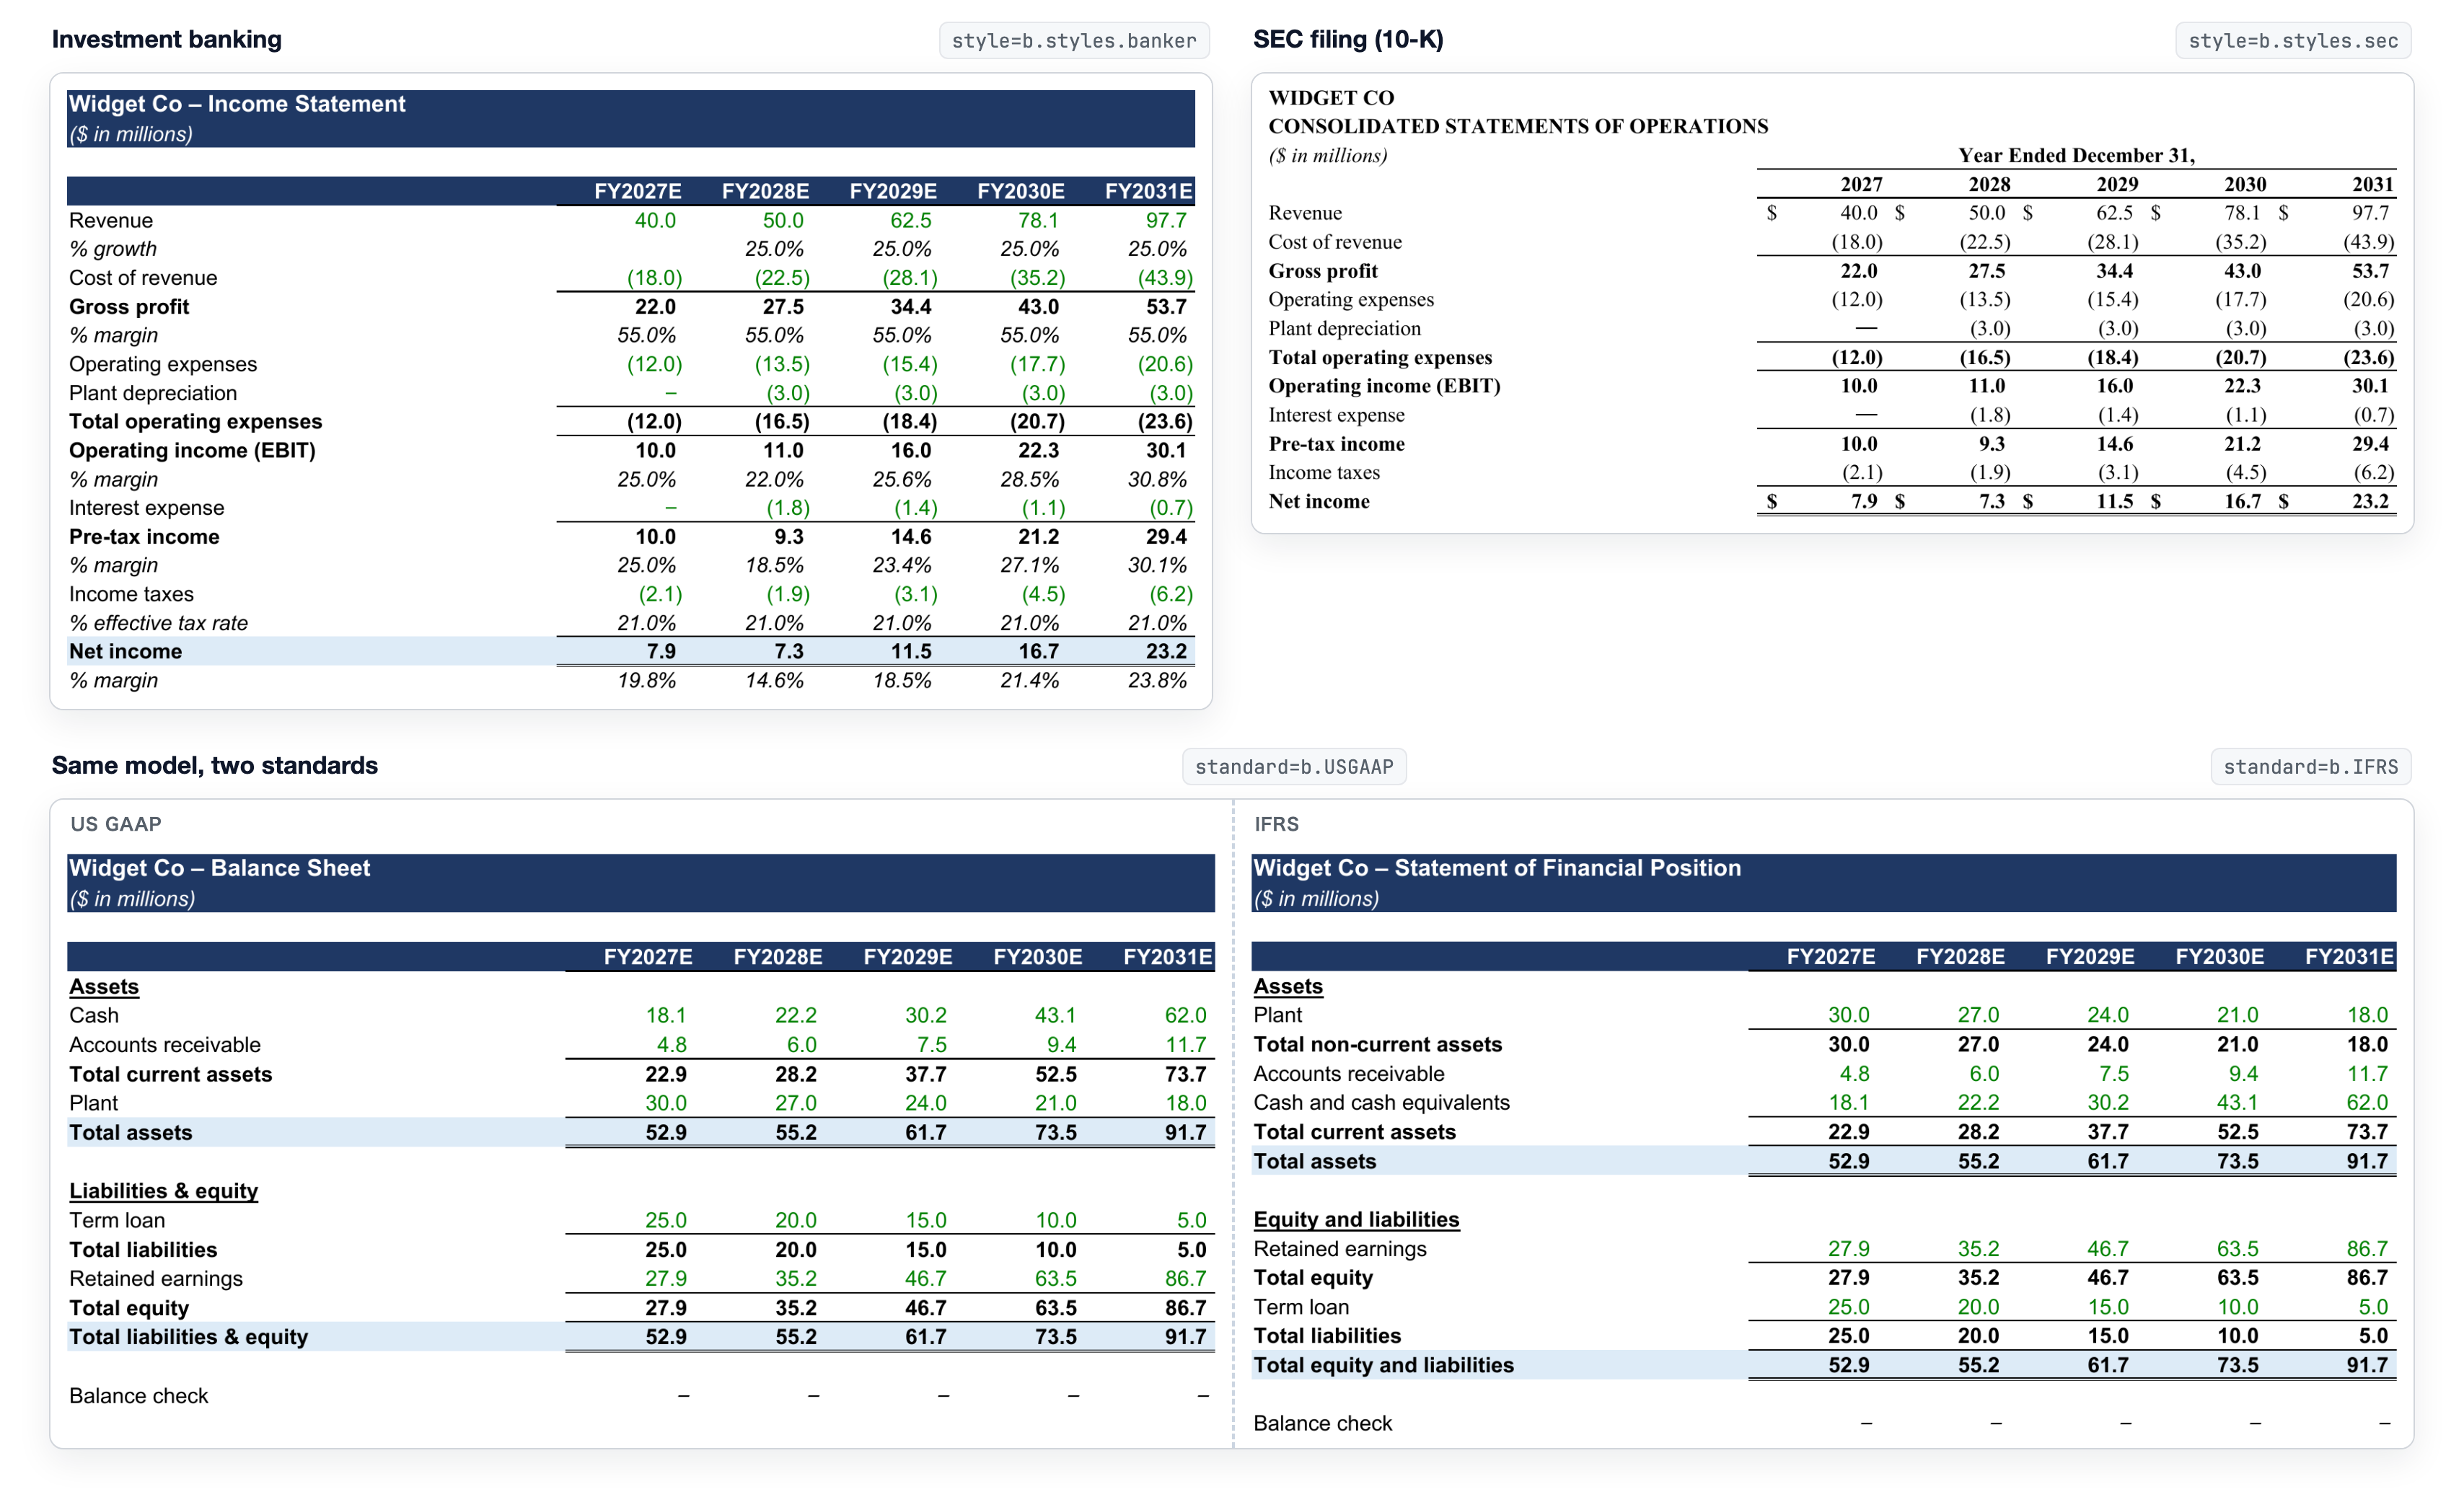 Investment banking
style=b.styles.banker
Widget Co – Income Statement
($ in millions)
FY2027E FY2028E FY2029E FY2030E FY2031E
Revenue 40.0 50.0 62.5 78.1 97.7
% growth 25.0% 25.0% 25.0% 25.0%
Cost of revenue (18.0) (22.5) (28.1) (35.2) (43.9)
Gross profit 22.0 27.5 34.4 43.0 53.7
% margin 55.0% 55.0% 55.0% 55.0% 55.0%
Operating expenses (12.0) (13.5) (15.4) (17.7) (20.6)
Plant depreciation – (3.0) (3.0) (3.0) (3.0)
Total operating expenses (12.0) (16.5) (18.4) (20.7) (23.6)
Operating income (EBIT) 10.0 11.0 16.0 22.3 30.1
% margin 25.0% 22.0% 25.6% 28.5% 30.8%
Interest expense – (1.8) (1.4) (1.1) (0.7)
Pre-tax income 10.0 9.3 14.6 21.2 29.4
% margin 25.0% 18.5% 23.4% 27.1% 30.1%
Income taxes (2.1) (1.9) (3.1) (4.5) (6.2)
% effective tax rate 21.0% 21.0% 21.0% 21.0% 21.0%
Net income 7.9 7.3 11.5 16.7 23.2
% margin 19.8% 14.6% 18.5% 21.4% 23.8%
SEC filing (10-K)
style=b.styles.sec
WIDGET CO
CONSOLIDATED STATEMENTS OF OPERATIONS
($ in millions) Year Ended December 31,
2027 2028 2029 2030 2031
Revenue $ 40.0 $ 50.0 $ 62.5 $ 78.1 $ 97.7
Cost of revenue (18.0) (22.5) (28.1) (35.2) (43.9)
Gross profit 22.0 27.5 34.4 43.0 53.7
Operating expenses (12.0) (13.5) (15.4) (17.7) (20.6)
Plant depreciation — (3.0) (3.0) (3.0) (3.0)
Total operating expenses (12.0) (16.5) (18.4) (20.7) (23.6)
Operating income (EBIT) 10.0 11.0 16.0 22.3 30.1
Interest expense — (1.8) (1.4) (1.1) (0.7)
Pre-tax income 10.0 9.3 14.6 21.2 29.4
Income taxes (2.1) (1.9) (3.1) (4.5) (6.2)
Net income $ 7.9 $ 7.3 $ 11.5 $ 16.7 $ 23.2
Same model, two standards
standard=b.USGAAP
standard=b.IFRS
US GAAP
Widget Co – Balance Sheet
($ in millions)
FY2027E FY2028E FY2029E FY2030E FY2031E
Assets
Cash 18.1 22.2 30.2 43.1 62.0
Accounts receivable 4.8 6.0 7.5 9.4 11.7
Total current assets 22.9 28.2 37.7 52.5 73.7
Plant 30.0 27.0 24.0 21.0 18.0
Total assets 52.9 55.2 61.7 73.5 91.7
Liabilities & equity
Term loan 25.0 20.0 15.0 10.0 5.0
Total liabilities 25.0 20.0 15.0 10.0 5.0
Retained earnings 27.9 35.2 46.7 63.5 86.7
Total equity 27.9 35.2 46.7 63.5 86.7
Total liabilities & equity 52.9 55.2 61.7 73.5 91.7
Balance check – – – – –
IFRS
Widget Co – Statement of Financial Position
($ in millions)
FY2027E FY2028E FY2029E FY2030E FY2031E
Assets
Plant 30.0 27.0 24.0 21.0 18.0
Total non-current assets 30.0 27.0 24.0 21.0 18.0
Accounts receivable 4.8 6.0 7.5 9.4 11.7
Cash and cash equivalents 18.1 22.2 30.2 43.1 62.0
Total current assets 22.9 28.2 37.7 52.5 73.7
Total assets 52.9 55.2 61.7 73.5 91.7
Equity and liabilities
Retained earnings 27.9 35.2 46.7 63.5 86.7
Total equity 27.9 35.2 46.7 63.5 86.7
Term loan 25.0 20.0 15.0 10.0 5.0
Total liabilities 25.0 20.0 15.0 10.0 5.0
Total equity and liabilities 52.9 55.2 61.7 73.5 91.7
Balance check – – – – –